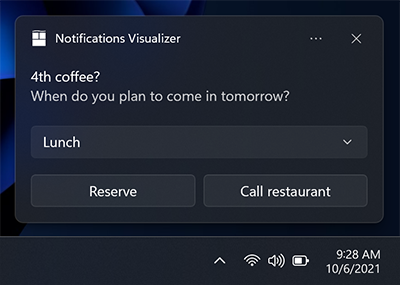 Notifications Visualizer
4th coffee?
When do you plan to come in tomorrow?
Lunch
Reserve
Call restaurant
9:28 AM
10/6/2021